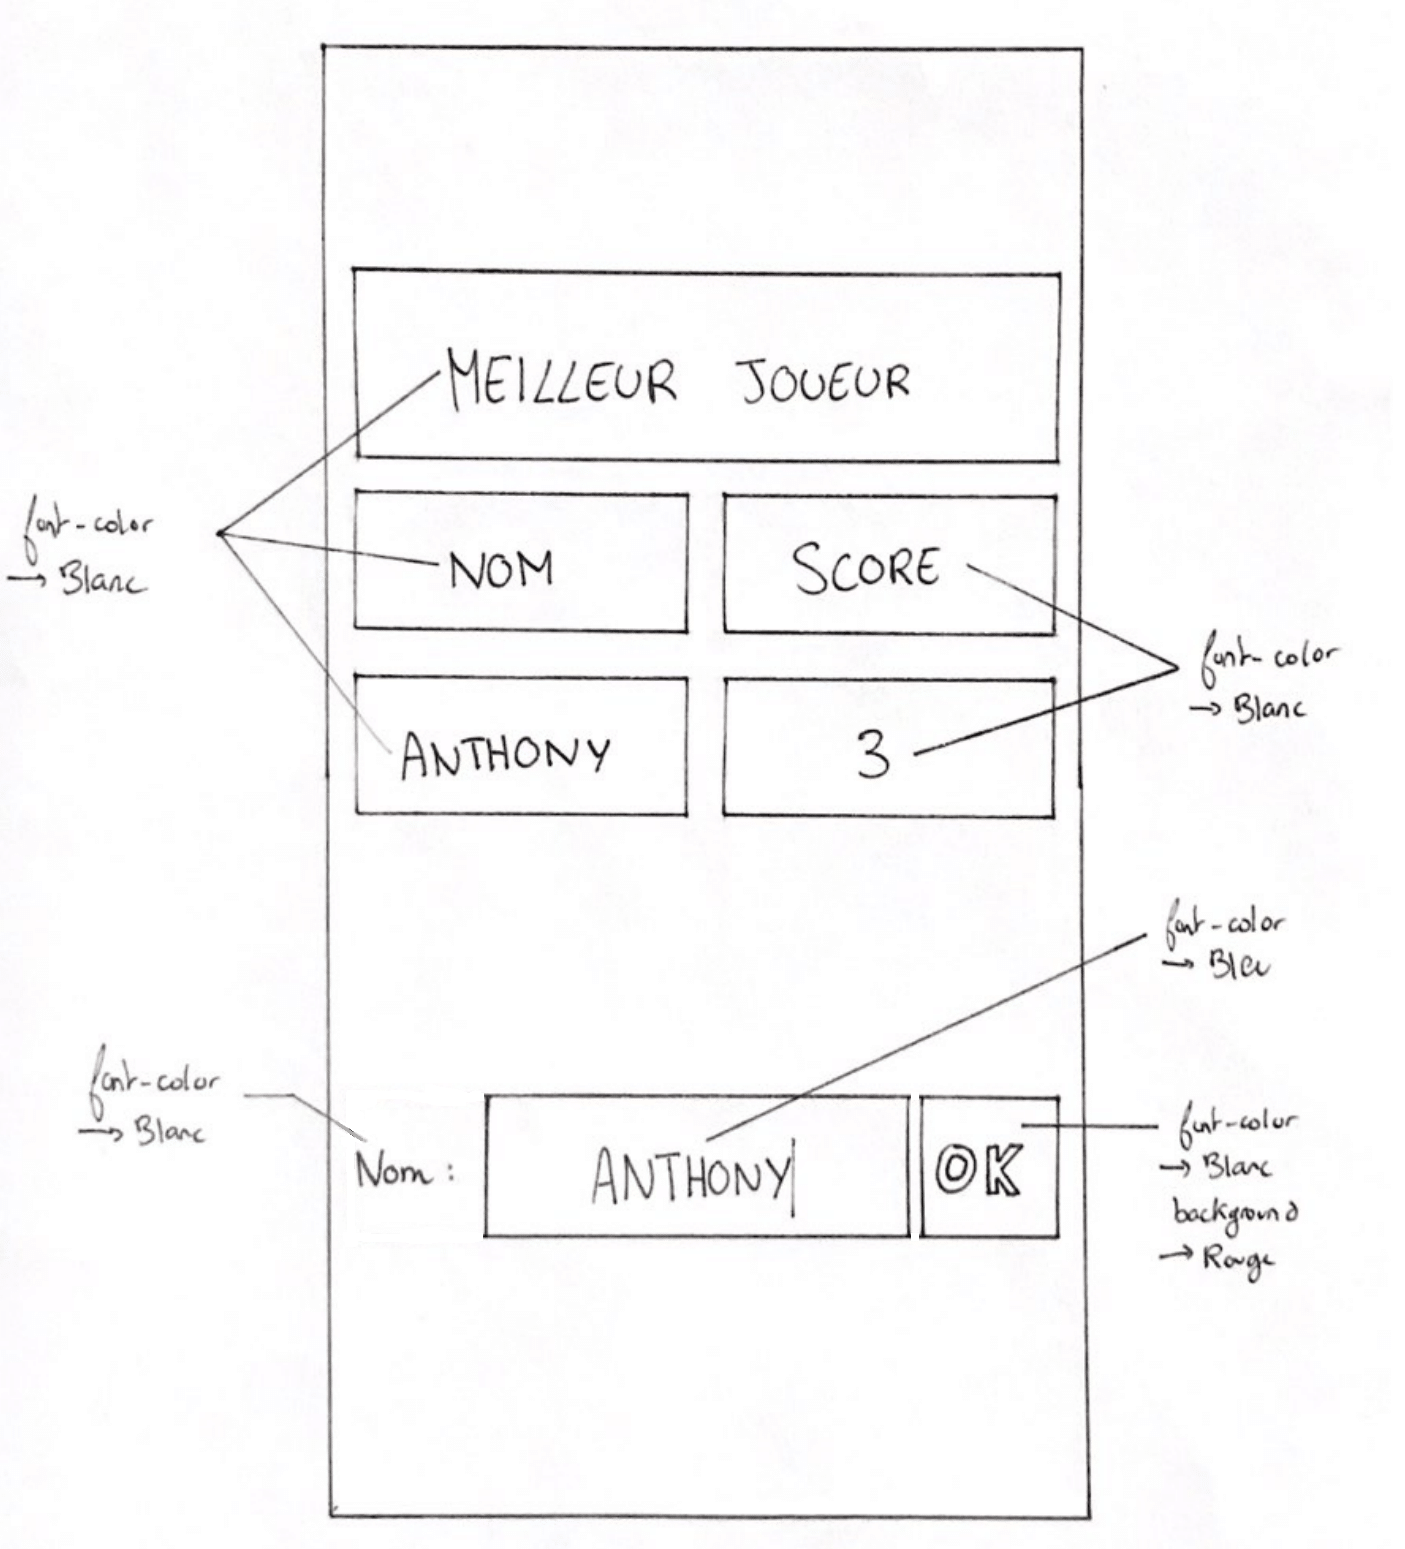 MEILLEUR JOUEUR
font-color
→ Blanc
NOM
SCORE
font-color
→ Blanc
ANTHONY
3
font-color
→ Bleu
font-color
→ Blanc
Nom :
ANTHONY
OK
font-color
→ Blanc
background
→ Rouge